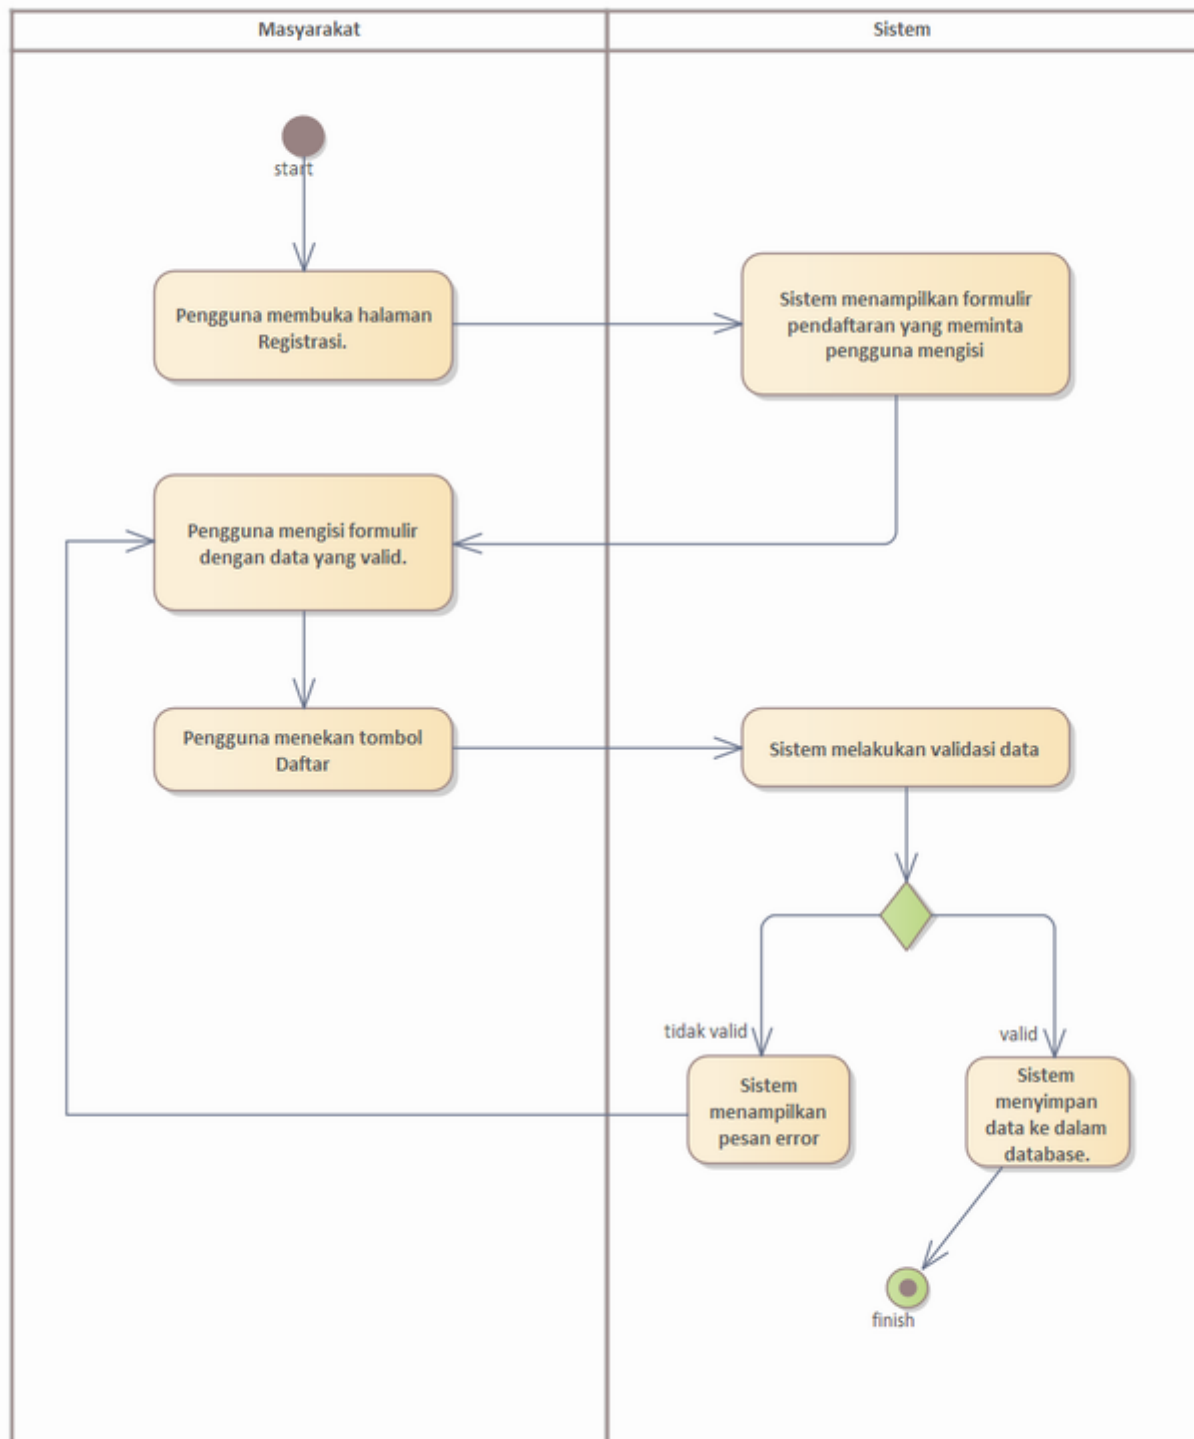 Masyarakat
Sistem
start
Pengguna membuka halaman
Registrasi.
Sistem menampilkan formulir
pendaftaran yang meminta
pengguna mengisi
Pengguna mengisi formulir
dengan data yang valid.
Pengguna menekan tombol
Daftar
Sistem melakukan validasi data
tidak valid
valid
Sistem
menampilkan
pesan error
Sistem
menyimpan
data ke dalam
database.
finish